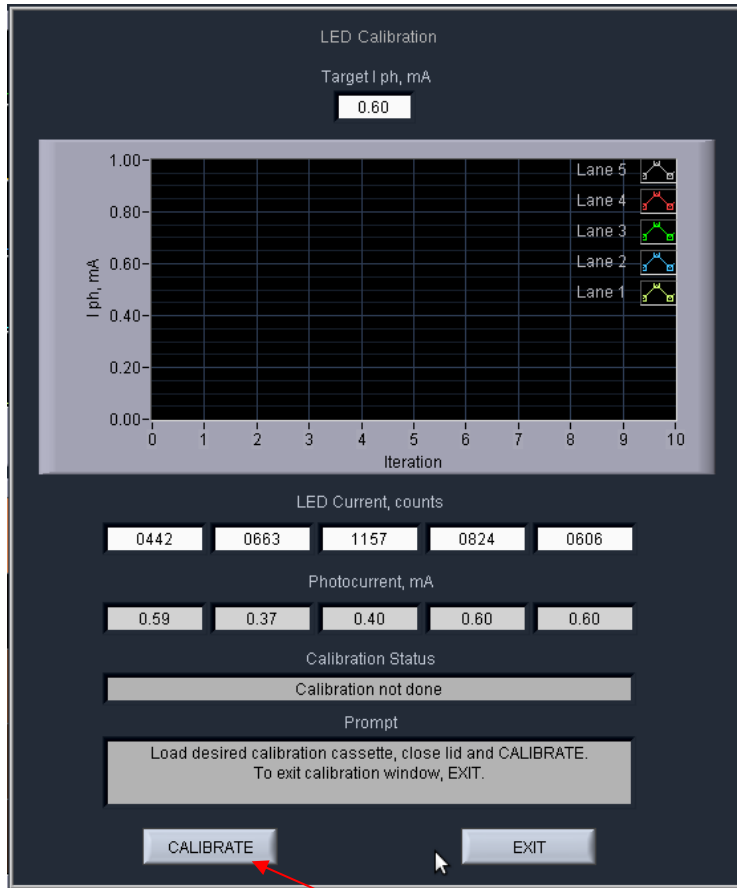 LED Calibration
Target I ph, mA
0.60
1.00
0.80
0.60
0.40
0.20
0.00
I ph, mA
0 1 2 3 4 5 6 7 8 9 10
Iteration
Lane 5
Lane 4
Lane 3
Lane 2
Lane 1
LED Current, counts
0442 0663 1157 0824 0606
Photocurrent, mA
0.59 0.37 0.40 0.60 0.60
Calibration Status
Calibration not done
Prompt
Load desired calibration cassette, close lid and CALIBRATE.
To exit calibration window, EXIT.
CALIBRATE EXIT